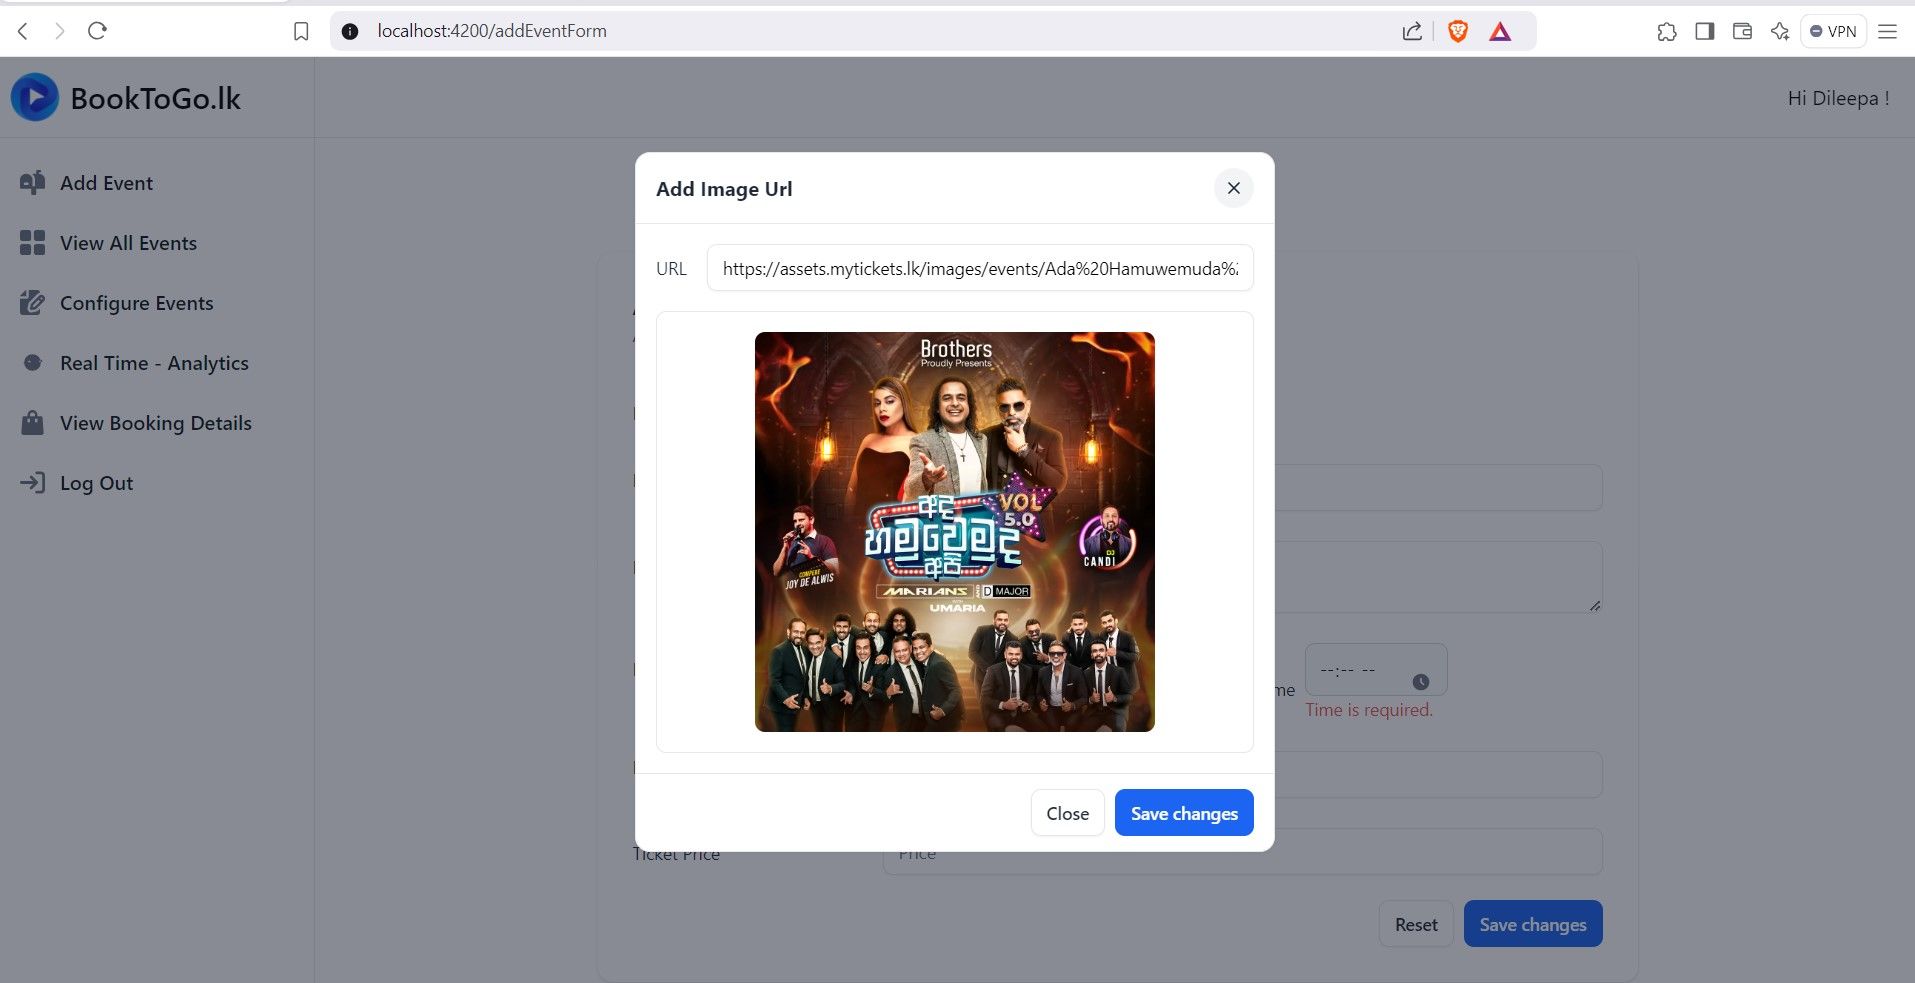 localhost:4200/addEventForm
VPN
BookToGo.lk
Hi Dileepa !
Add Event
View All Events
Configure Events
Real Time - Analytics
View Booking Details
Log Out
Add Image Url
URL
https://assets.mytickets.lk/images/events/Ada%20Hamuwemuda%2
Brothers
Proudly Presents
VOL
5.0
අද
හමුවෙමුද
අපි
COMPERE
JOY DE ALWIS
DJ
CANDI
MARIANS AND D MAJOR
WITH
UMARIA
me
--:-- --
Time is required.
Close
Save changes
Ticket Price
Price
Reset
Save changes